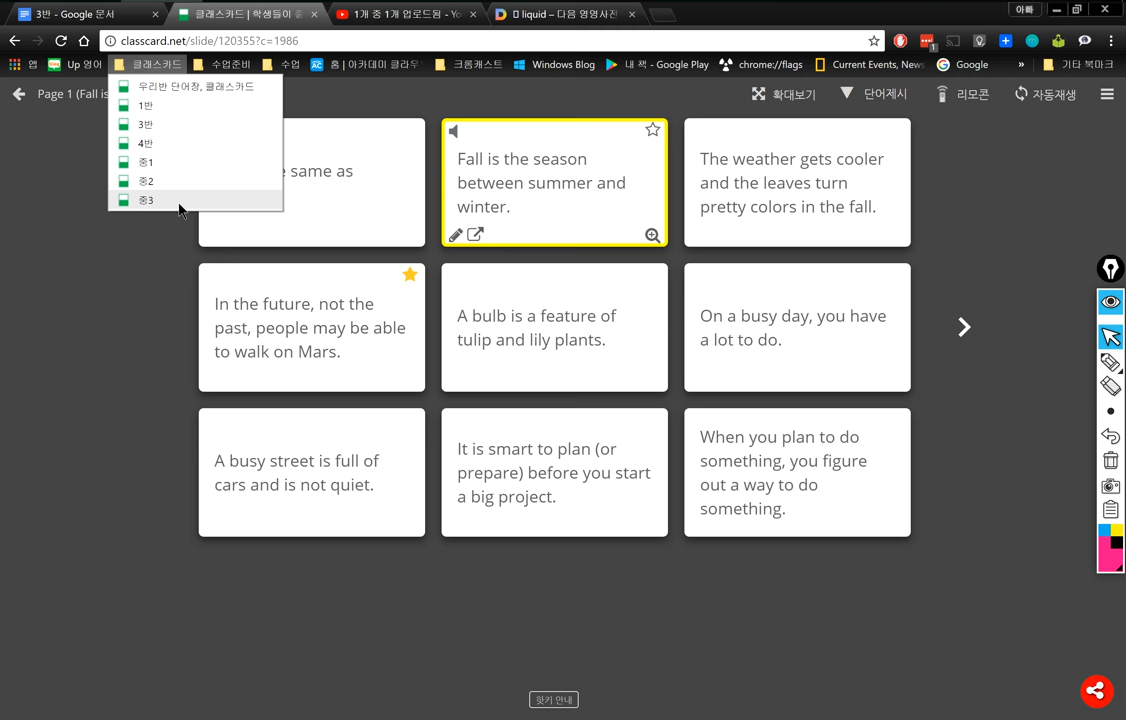 3반 - Google 문서
클래스카드 | 학생들이 좋
1개 중 1개 업로드됨 - Yo
liquid – 다음 영영사전
아빠
classcard.net/slide/120355?c=1986
앱
Up 영어
클래스카드
수업준비
수업
홈 | 아카데미 클라우
크롬캐스트
Windows Blog
내 책 - Google Play
chrome://flags
Current Events, News
Google
»
기타 북마크
Page 1 (Fall is
우리반 단어장, 클래스카드
1반
3반
4반
중1
중2
중3
확대보기
단어제시
리모콘
자동재생
same as
Fall is the season
between summer and
winter.
The weather gets cooler
and the leaves turn
pretty colors in the fall.
In the future, not the
past, people may be able
to walk on Mars.
A bulb is a feature of
tulip and lily plants.
On a busy day, you have
a lot to do.
A busy street is full of
cars and is not quiet.
It is smart to plan (or
prepare) before you start
a big project.
When you plan to do
something, you figure
out a way to do
something.
핫키 안내